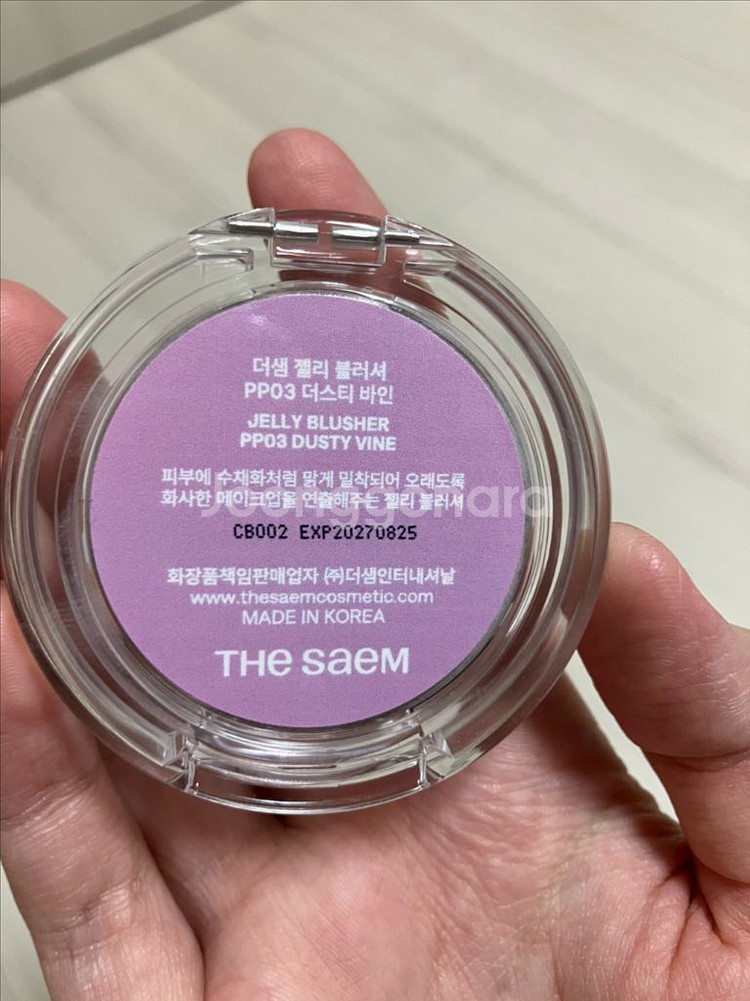 더샘 젤리 블러셔
PP03 더스티 바인
JELLY BLUSHER
PP03 DUSTY VINE
피부에 수채화처럼 맑게 밀착되어 오래도록
화사한 메이크업을 연출해주는 젤리 블러셔
Joonggonara
CB002 EXP20270825
화장품책임판매업자 ㈜더샘인터내셔날
www.thesaemcosmetic.com
MADE IN KOREA
THE SAEM